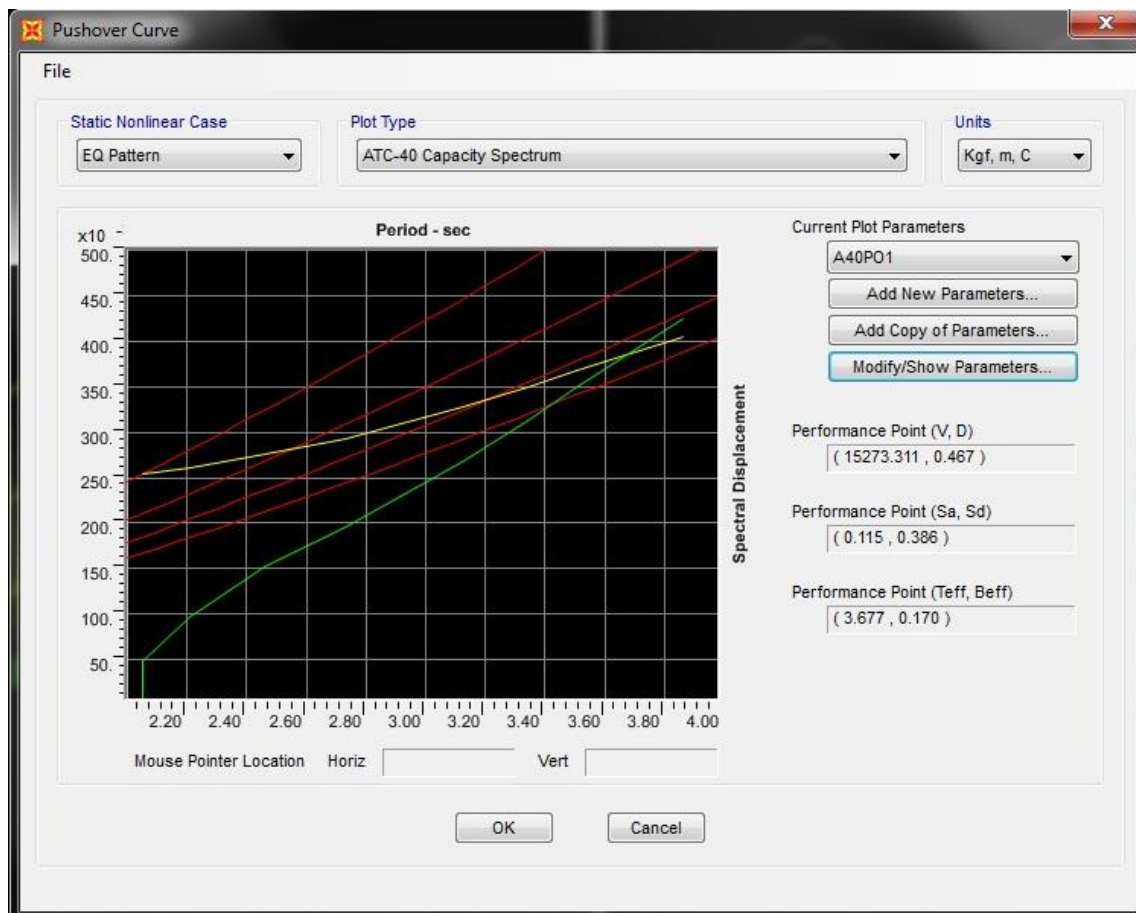 Pushover Curve
File
Static Nonlinear Case
Plot Type
Units
EQ Pattern
ATC-40 Capacity Spectrum
Kgf, m, C
x10
Period - sec
500.
450.
400.
350.
300.
250.
200.
150.
100.
50.
2.20 2.40 2.60 2.80 3.00 3.20 3.40 3.60 3.80 4.00
Spectral Displacement
Mouse Pointer Location Horiz Vert
Current Plot Parameters
A40PO1
Add New Parameters...
Add Copy of Parameters...
Modify/Show Parameters...
Performance Point (V, D)
( 15273.311 , 0.467 )
Performance Point (Sa, Sd)
( 0.115 , 0.386 )
Performance Point (Teff, Beff)
( 3.677 , 0.170 )
OK
Cancel